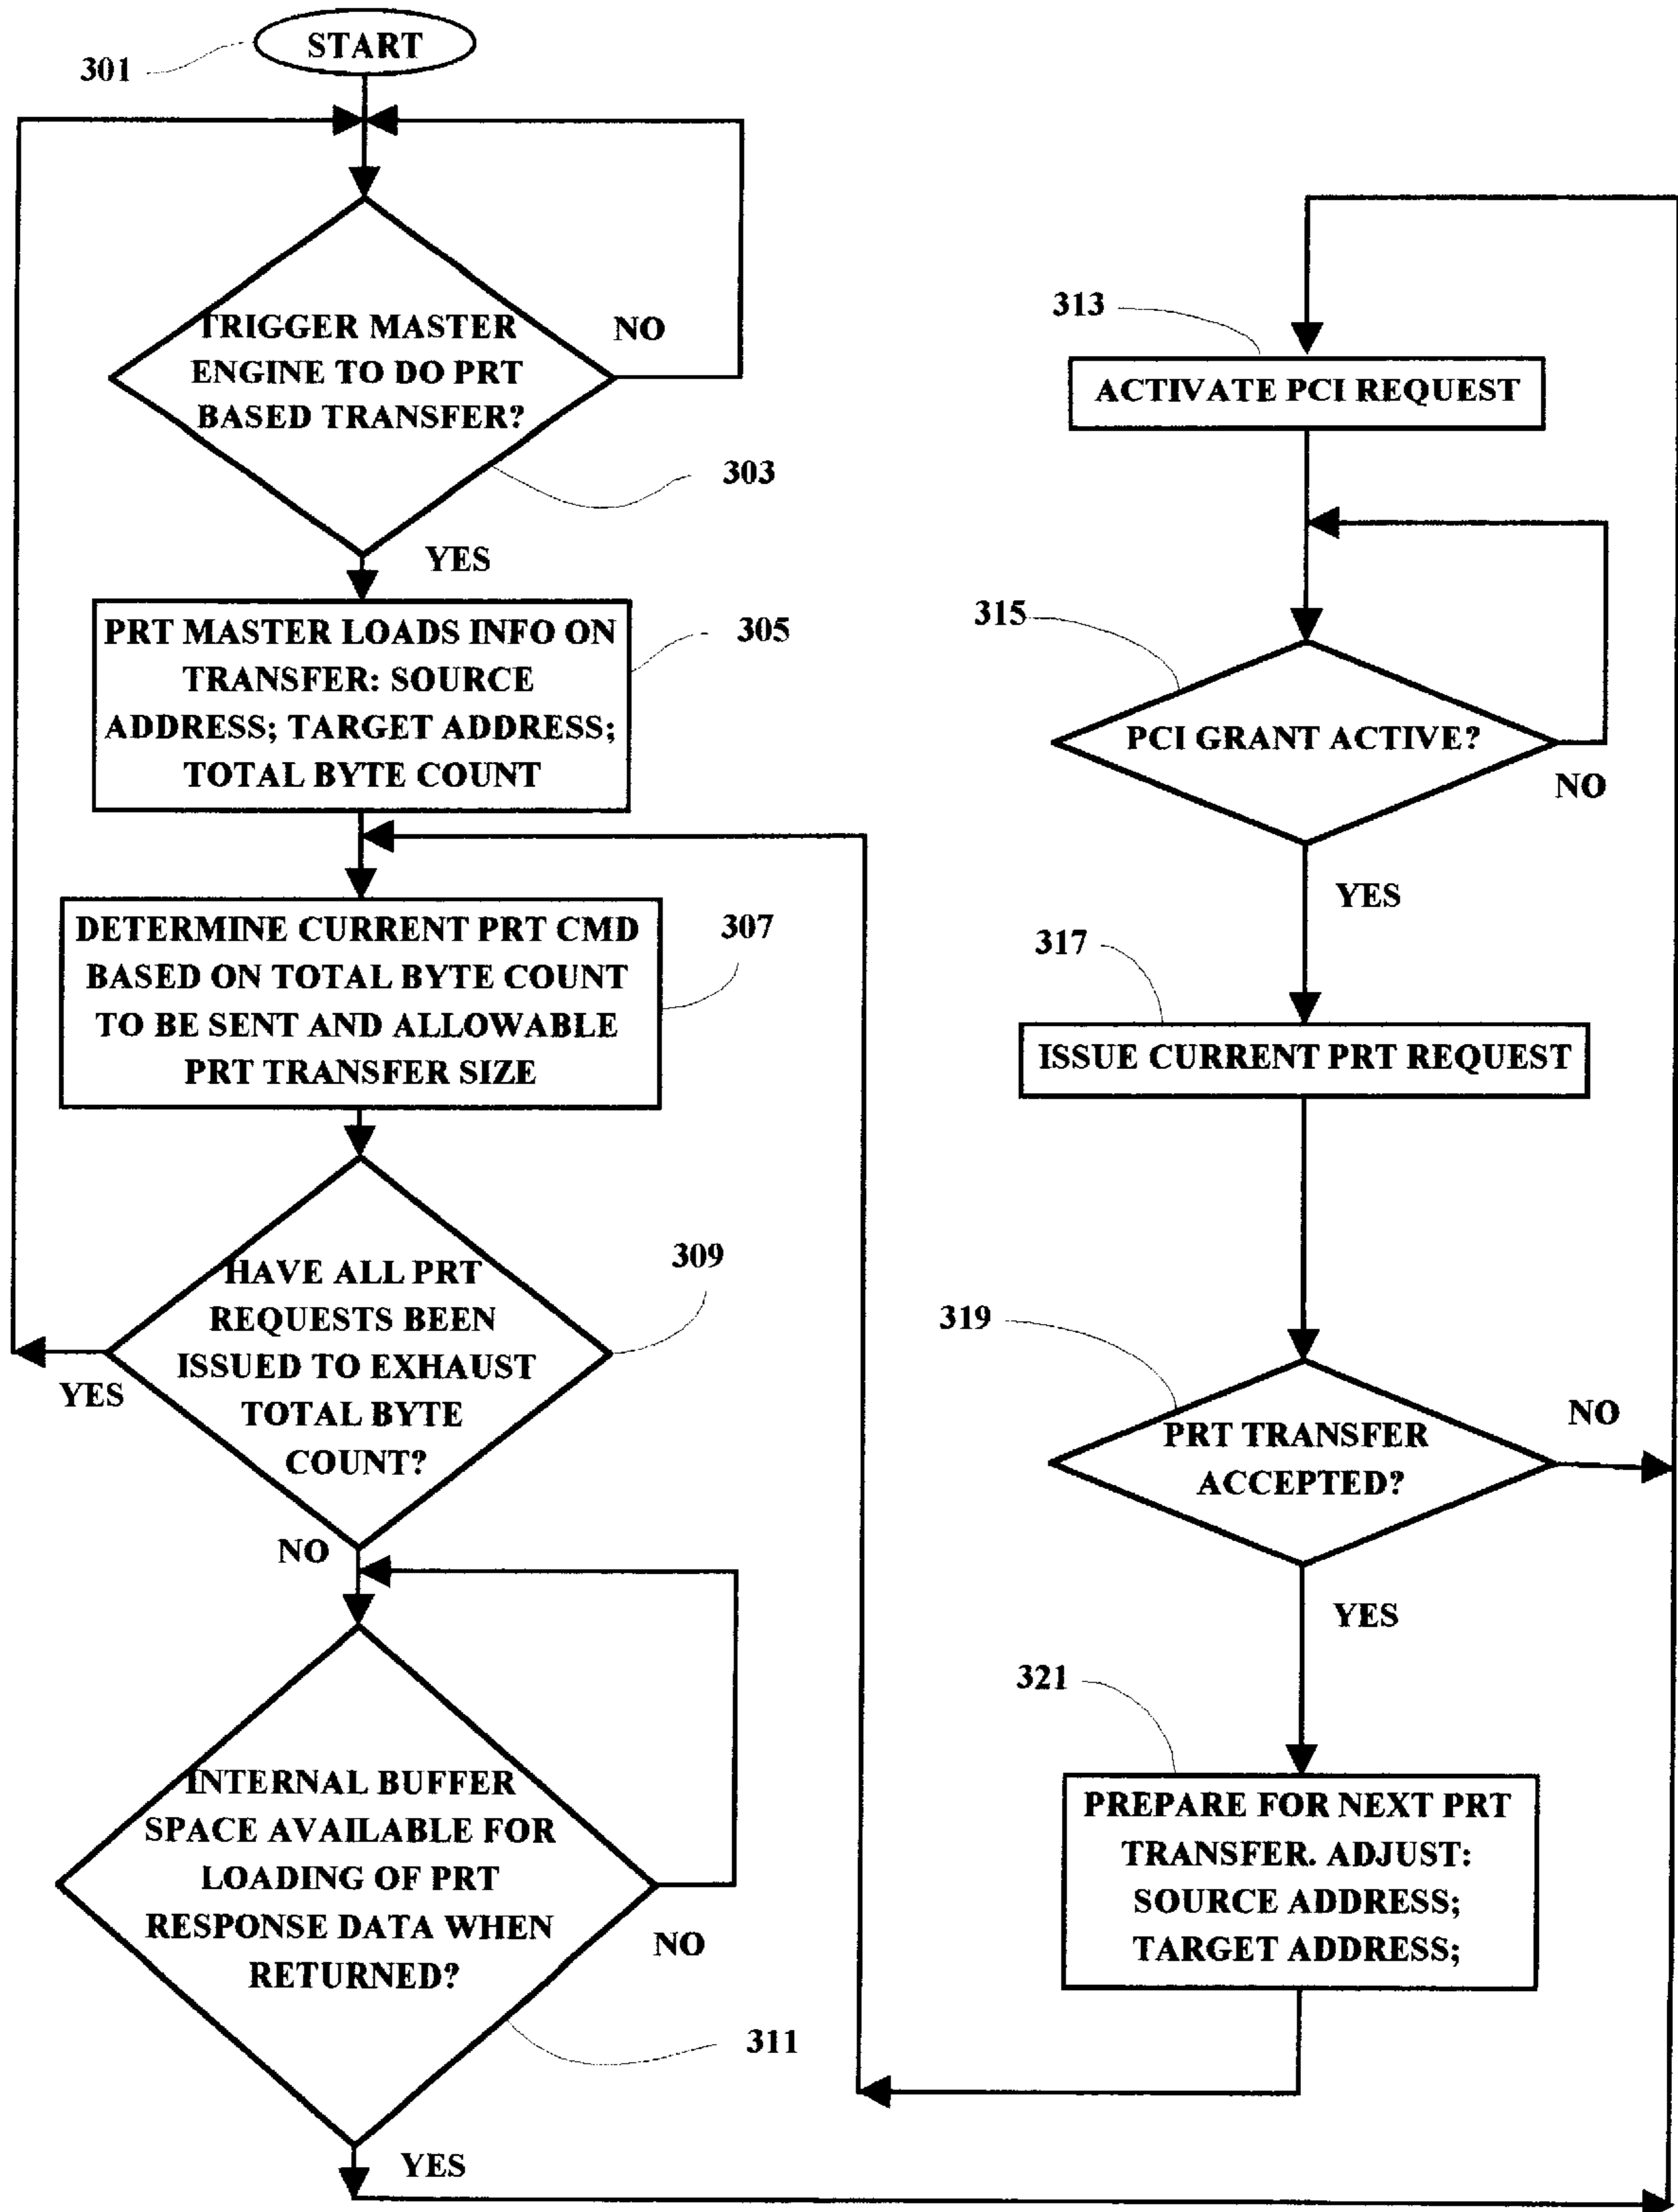 START
301
TRIGGER MASTER
ENGINE TO DO PRT
BASED TRANSFER?
NO
303
YES
PRT MASTER LOADS INFO ON
TRANSFER: SOURCE
ADDRESS; TARGET ADDRESS;
TOTAL BYTE COUNT
305
DETERMINE CURRENT PRT CMD
BASED ON TOTAL BYTE COUNT
TO BE SENT AND ALLOWABLE
PRT TRANSFER SIZE
307
HAVE ALL PRT
REQUESTS BEEN
ISSUED TO EXHAUST
TOTAL BYTE
COUNT?
309
YES
NO
INTERNAL BUFFER
SPACE AVAILABLE FOR
LOADING OF PRT
RESPONSE DATA WHEN
RETURNED?
NO
311
YES
313
ACTIVATE PCI REQUEST
315
PCI GRANT ACTIVE?
NO
YES
317
ISSUE CURRENT PRT REQUEST
319
PRT TRANSFER
ACCEPTED?
NO
YES
321
PREPARE FOR NEXT PRT
TRANSFER. ADJUST:
SOURCE ADDRESS;
TARGET ADDRESS;